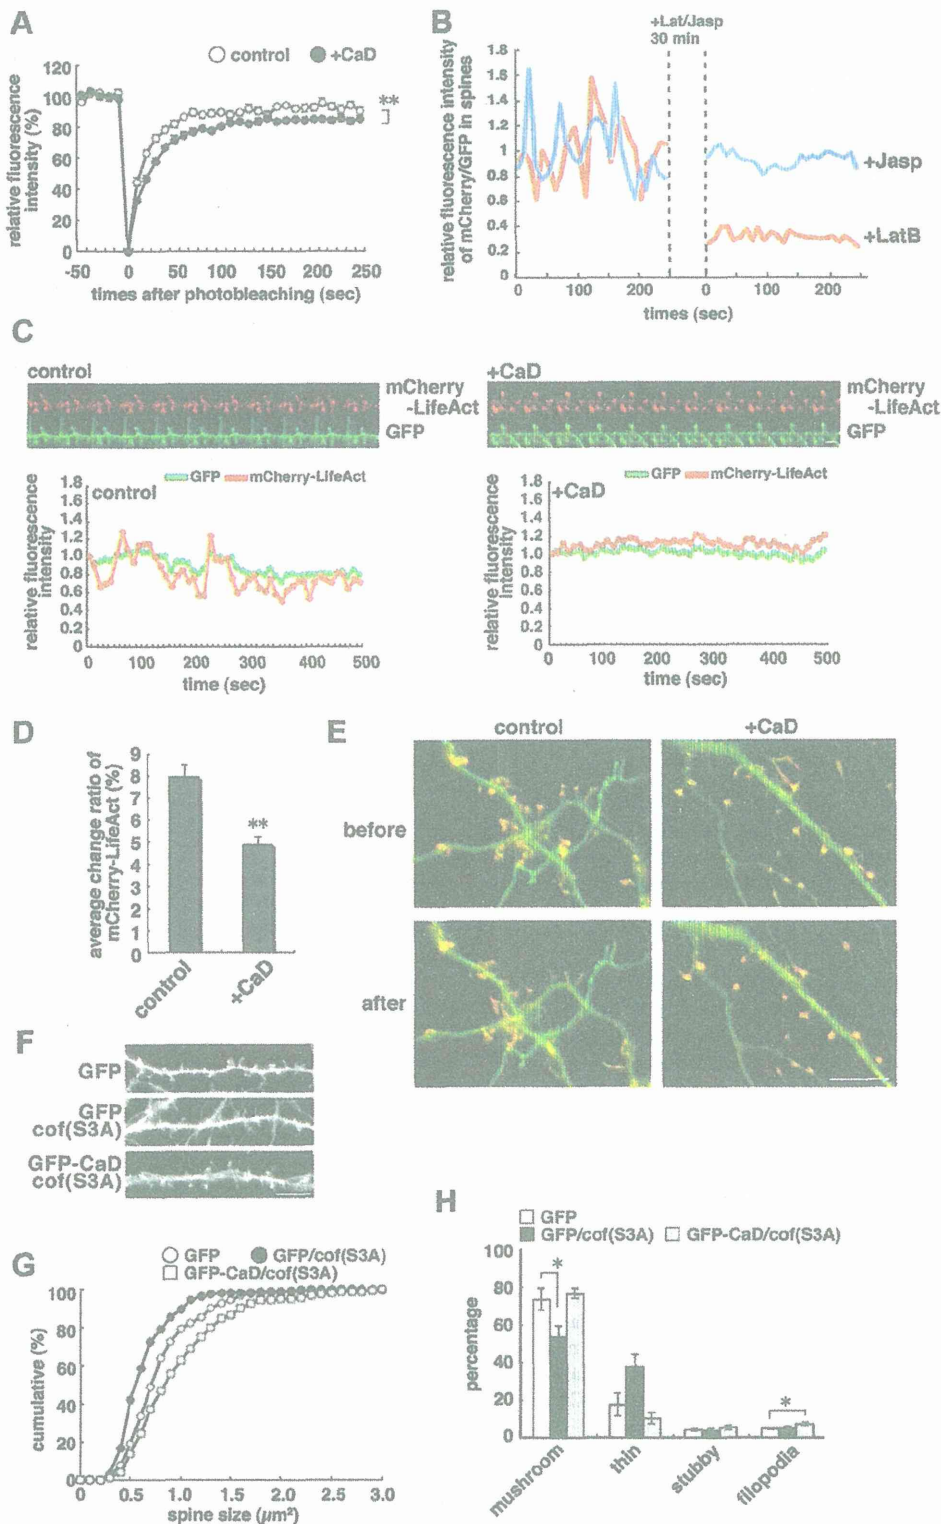 A
control +CaD
relative fluorescence
intensity (%)
120
100
80
60
40
20
0
**
-50 0 50 100 150 200 250
times after photobleaching (sec)
B
+Lat/Jasp
30 min
relative fluorescence intensity
of mCherry/GFP in spines
1.8
1.6
1.4
1.2
1.0
0.8
0.6
0.4
0.2
0
+Jasp
+LatB
0 100 200 0 100 200
times (sec)
C
control
mCherry
-LifeAct
GFP
+CaD
mCherry
-LifeAct
GFP
GFP mCherry-LifeAct
control
relative fluorescence
intensity
1.8
1.6
1.4
1.2
1.0
0.8
0.6
0.4
0.2
0
0 100 200 300 400 500
time (sec)
GFP mCherry-LifeAct
+CaD
relative fluorescence
intensity
1.8
1.6
1.4
1.2
1.0
0.8
0.6
0.4
0.2
0
0 100 200 300 400 500
time (sec)
D
average change ratio of
mCherry-LifeAct (%)
9
8
7
6
5
4
3
2
1
0
**
control
+CaD
E
control +CaD
before
after
F
GFP
GFP
cof(S3A)
GFP-CaD
cof(S3A)
G
GFP GFP/cof(S3A)
GFP-CaD/cof(S3A)
cumulative (%)
100
80
60
40
20
0
0 0.5 1.0 1.5 2.0 2.5 3.0
spine size (μm²)
H
GFP
GFP/cof(S3A) GFP-CaD/cof(S3A)
percentage
100
80
60
40
20
0
*
*
mushroom
thin
stubby
filopodia